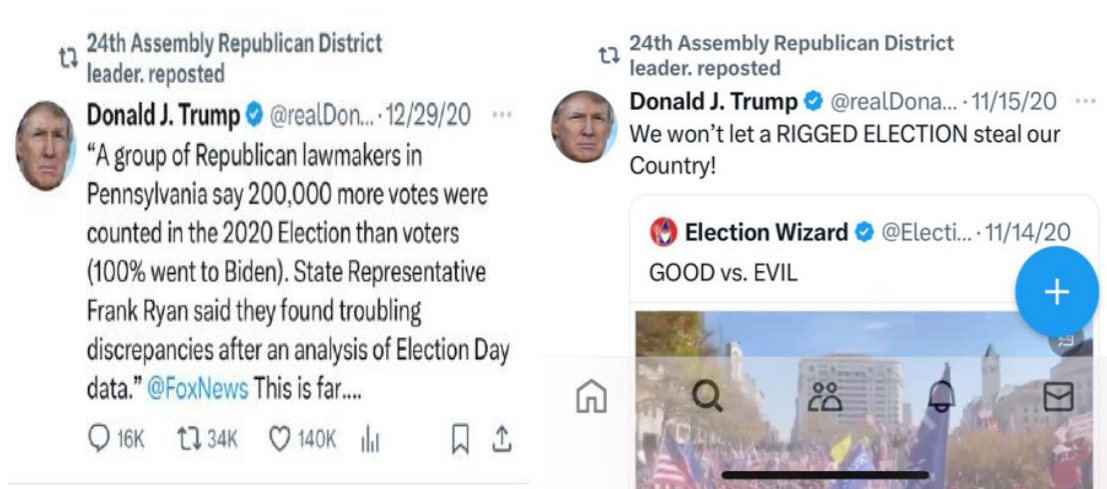 24th Assembly Republican District
leader. reposted
Donald J. Trump @realDon... · 12/29/20 ...
“A group of Republican lawmakers in
Pennsylvania say 200,000 more votes were
counted in the 2020 Election than voters
(100% went to Biden). State Representative
Frank Ryan said they found troubling
discrepancies after an analysis of Election Day
data.” @FoxNews This is far....
16K 34K 140K
24th Assembly Republican District
leader. reposted
Donald J. Trump @realDona... · 11/15/20 ...
We won’t let a RIGGED ELECTION steal our
Country!
Election Wizard @Electi... · 11/14/20
GOOD vs. EVIL